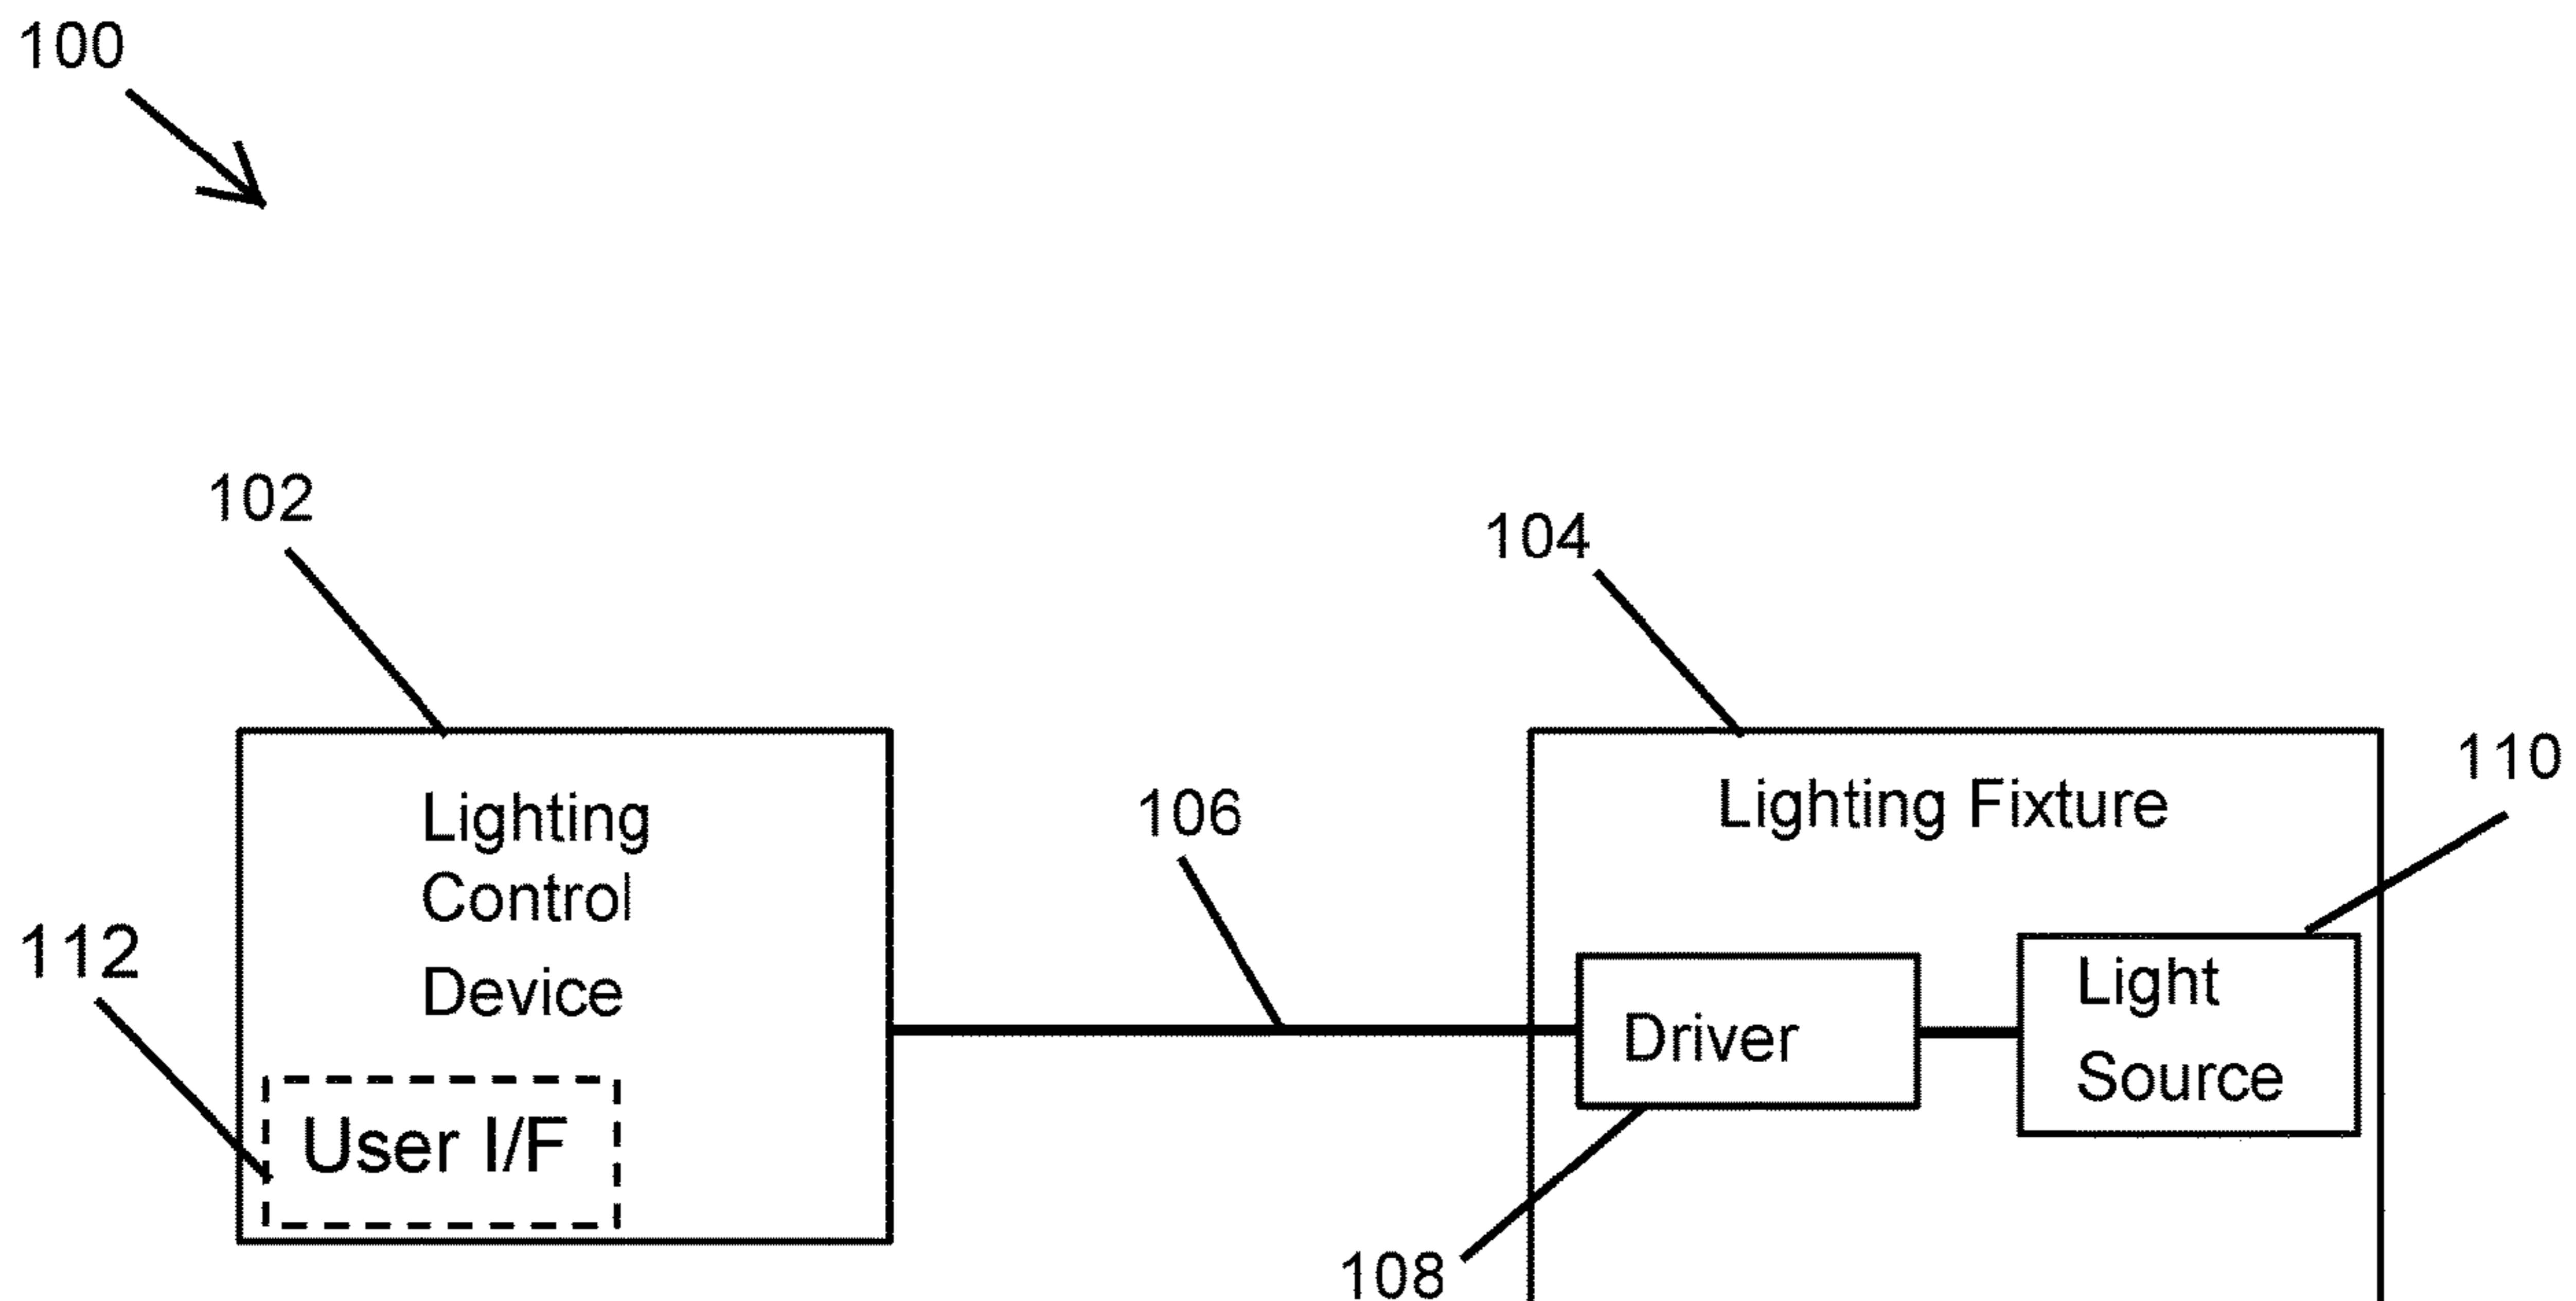 100
102
104
110
106
Lighting Fixture
Lighting
Control
Device
112
Light
Source
Driver
User I/F
108